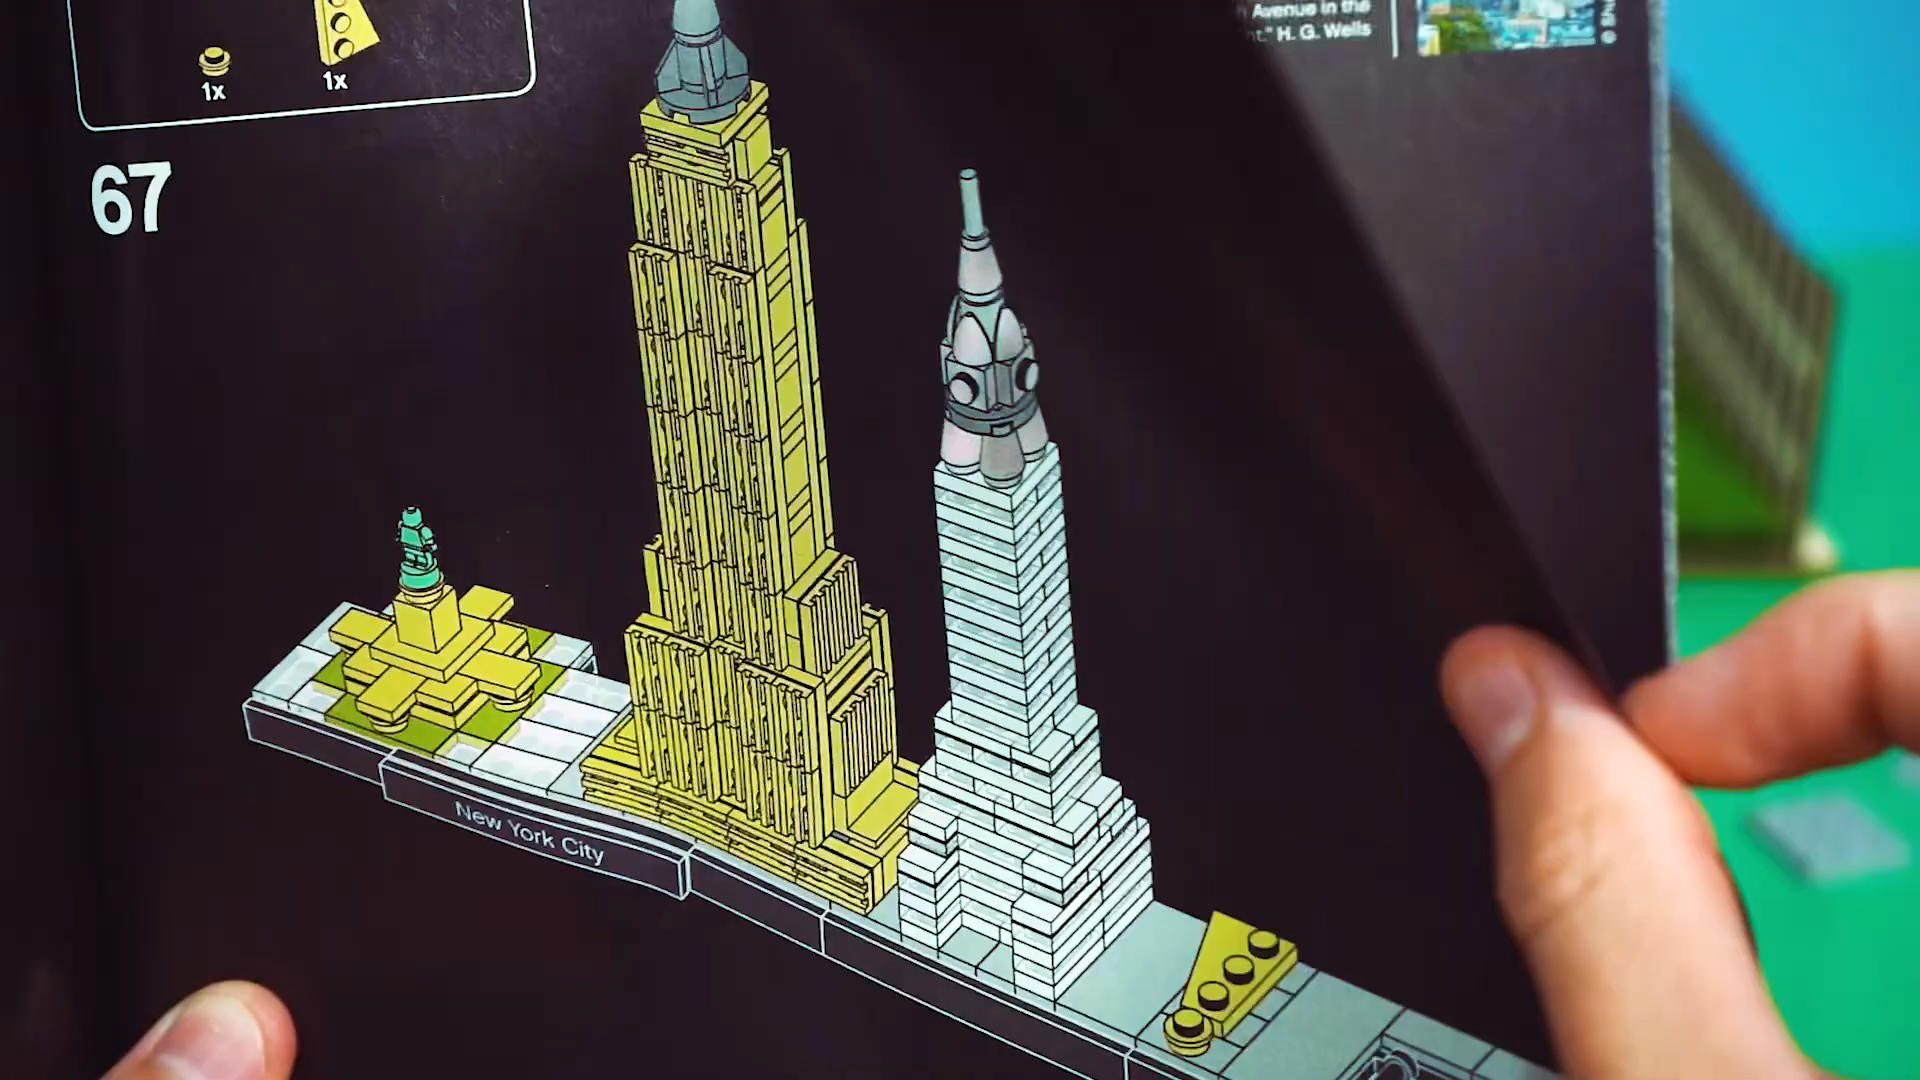 1x
1x
Avenue in the
" H. G. Wells
67
New York City